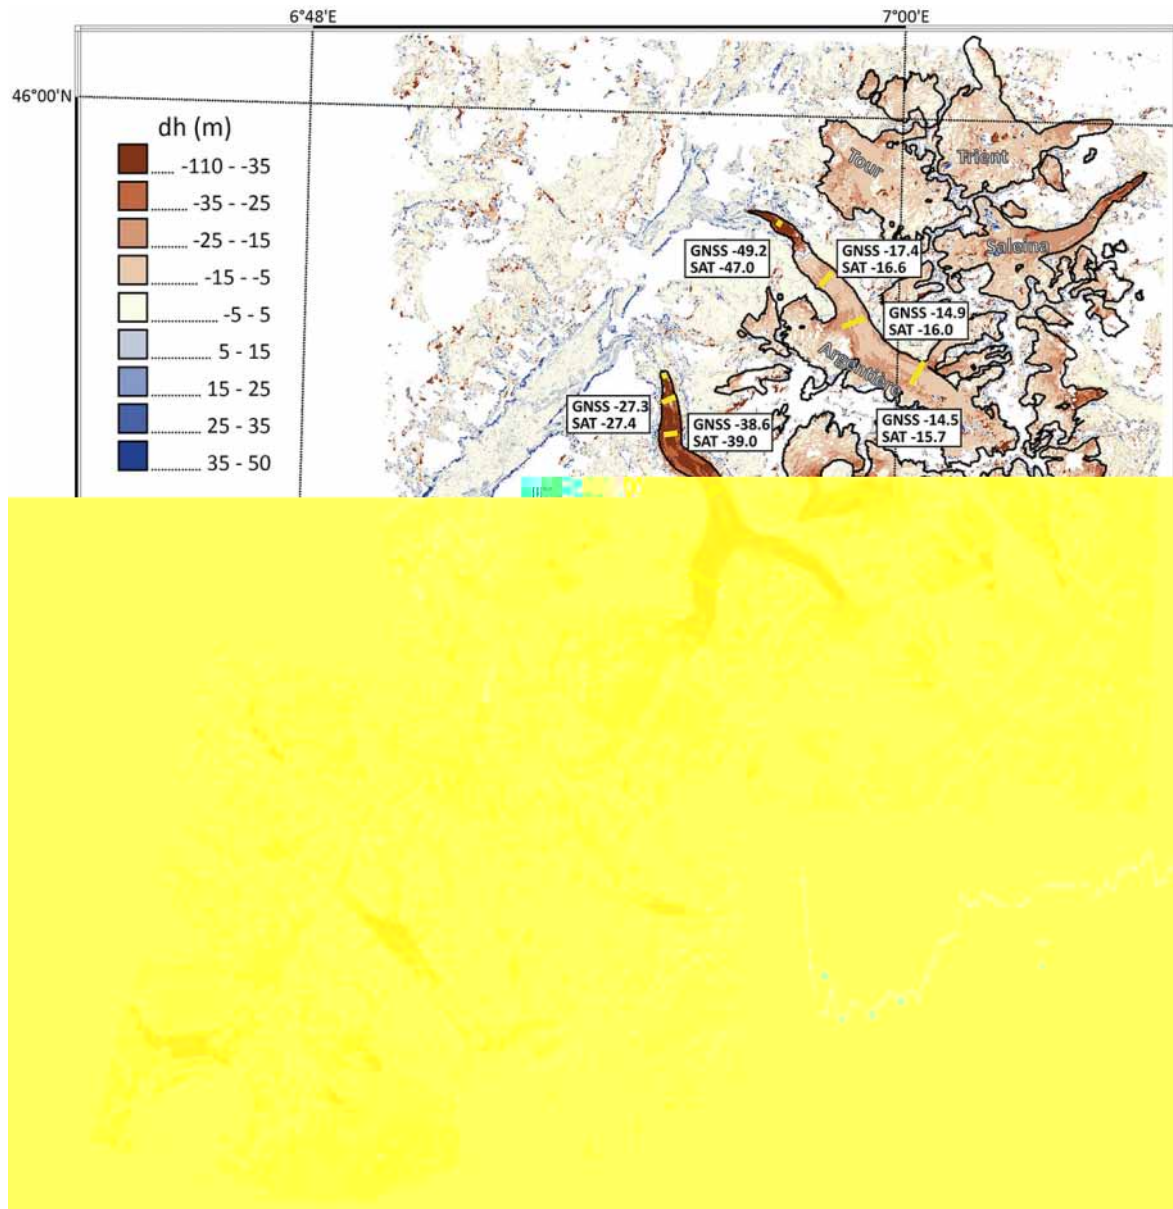 6°48'E
7°00'E
46°00'N
dh (m)
...... -110 - -35
......... -35 - -25
.......... -25 - -15
............. -15 - -5
................. -5 - 5
................. 5 - 15
............... 15 - 25
............... 25 - 35
............... 35 - 50
Tour
Trient
Saleina
Argentière
GNSS -49.2
SAT -47.0
GNSS -17.4
SAT -16.6
GNSS -14.9
SAT -16.0
GNSS -27.3
SAT -27.4
GNSS -38.6
SAT -39.0
GNSS -14.5
SAT -15.7